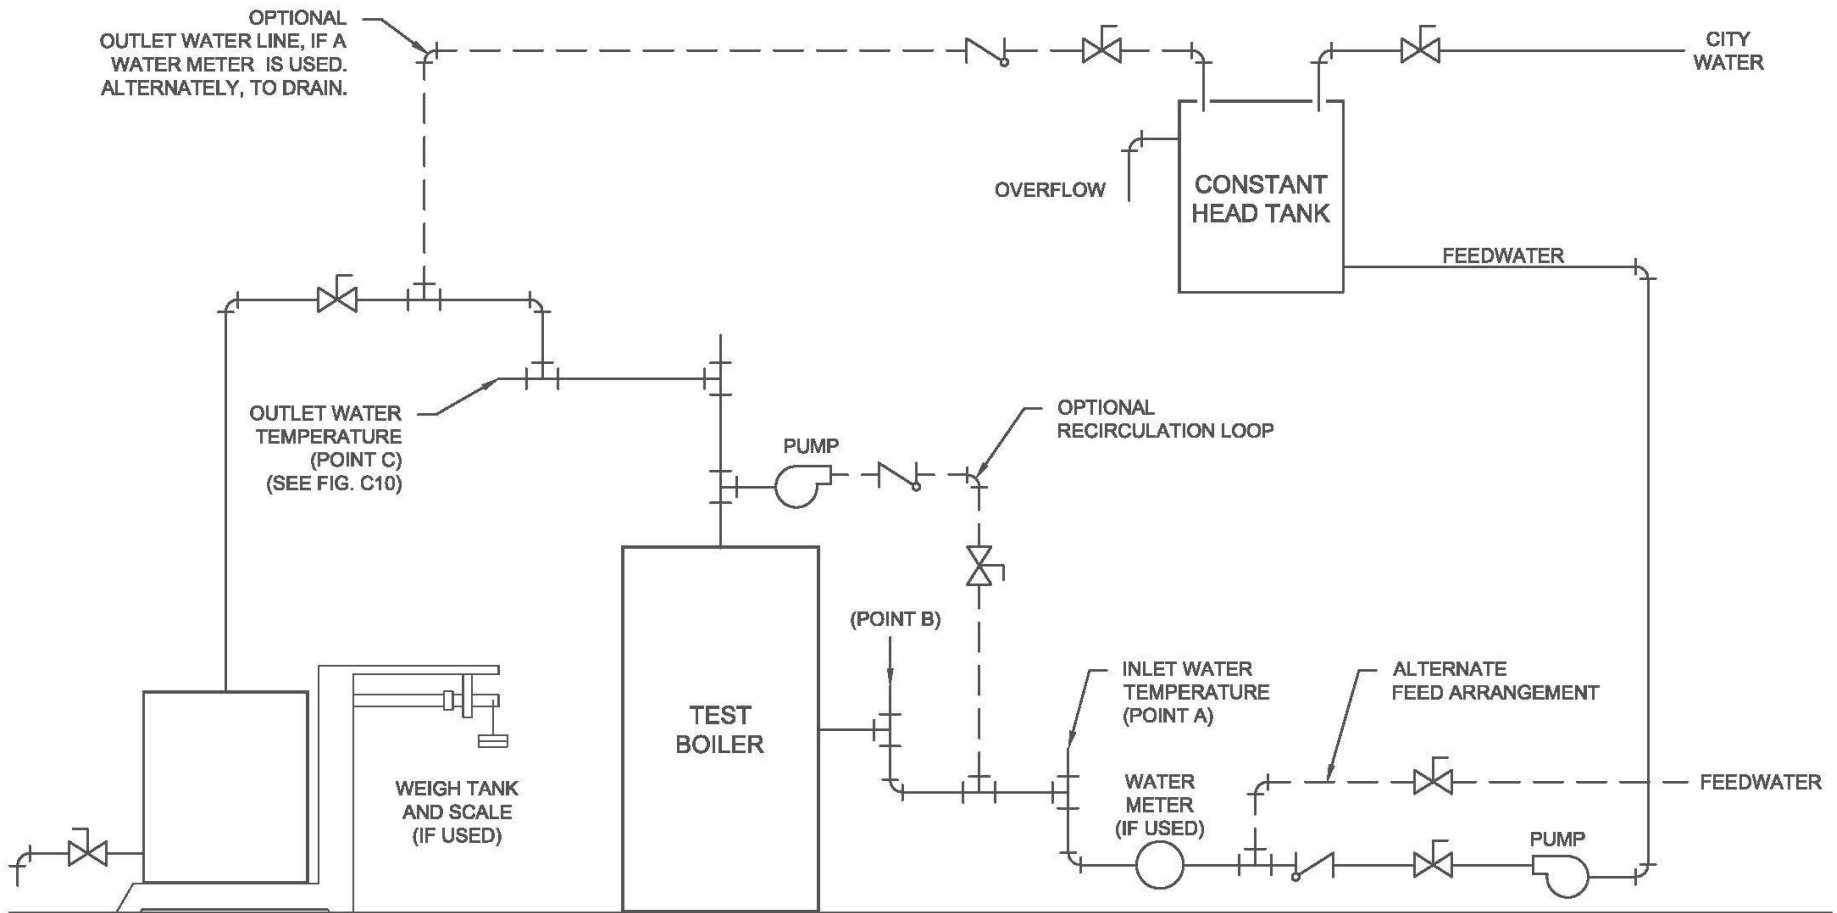 OPTIONAL
OUTLET WATER LINE, IF A
WATER METER IS USED.
ALTERNATELY, TO DRAIN.
CITY
WATER
OVERFLOW
CONSTANT
HEAD TANK
FEEDWATER
OUTLET WATER
TEMPERATURE
(POINT C)
(SEE FIG. C10)
PUMP
OPTIONAL
RECIRCULATION LOOP
(POINT B)
INLET WATER
TEMPERATURE
(POINT A)
ALTERNATE
FEED ARRANGEMENT
TEST
BOILER
WEIGH TANK
AND SCALE
(IF USED)
WATER
METER
(IF USED)
FEEDWATER
PUMP